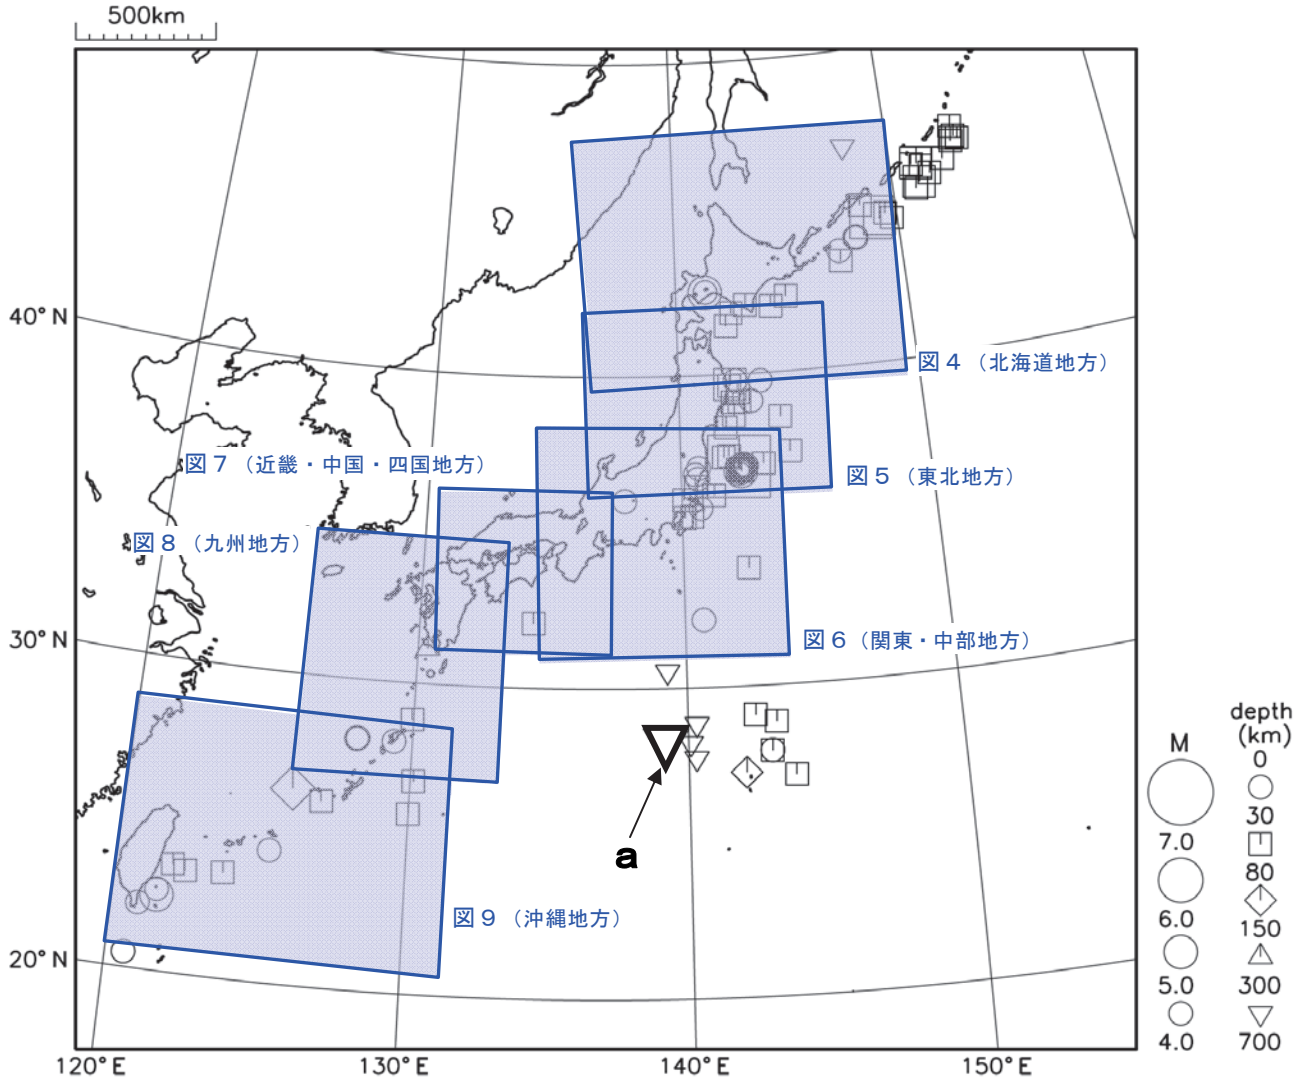 500km
40°N
図４（北海道地方）
図７（近畿・中国・四国地方）
図５（東北地方）
図８（九州地方）
30°N
図６（関東・中部地方）
a
図９（沖縄地方）
20°N
120°E
130°E
140°E
150°E
M
7.0
6.0
5.0
4.0
depth
(km)
0
30
80
150
300
700